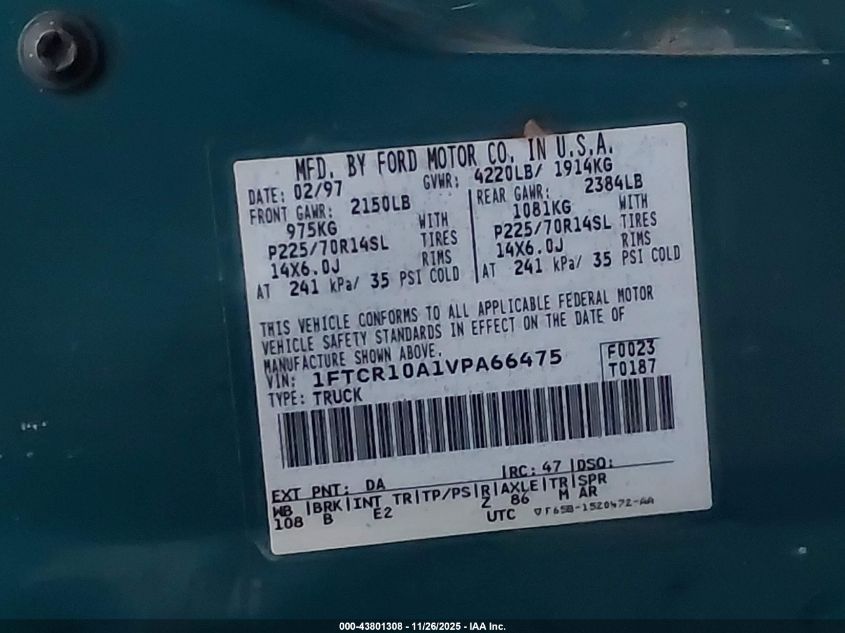 MFD. BY FORD MOTOR CO. IN U.S.A.
DATE: 02/97 GVWR: 4220LB/ 1914KG
FRONT GAWR: 2150LB REAR GAWR: 2384LB
975KG WITH 1081KG WITH
P225/70R14SL TIRES P225/70R14SL TIRES
14X6.0J RIMS 14X6.0J RIMS
AT 241 kPa/ 35 PSI COLD AT 241 kPa/ 35 PSI COLD
THIS VEHICLE CONFORMS TO ALL APPLICABLE FEDERAL MOTOR
VEHICLE SAFETY STANDARDS IN EFFECT ON THE DATE OF
MANUFACTURE SHOWN ABOVE.
VIN: 1FTCR10A1VPA66475 F0023
TYPE: TRUCK T0187
EXT PNT: DA RC: 47 DSO:
WB BRK INT TR TP/PS R AXLE TR SPR
108 B E2 Z 86 M AR
UTC F65B-1520472-AA
000-43801308 - 11/26/2025 - IAA Inc.